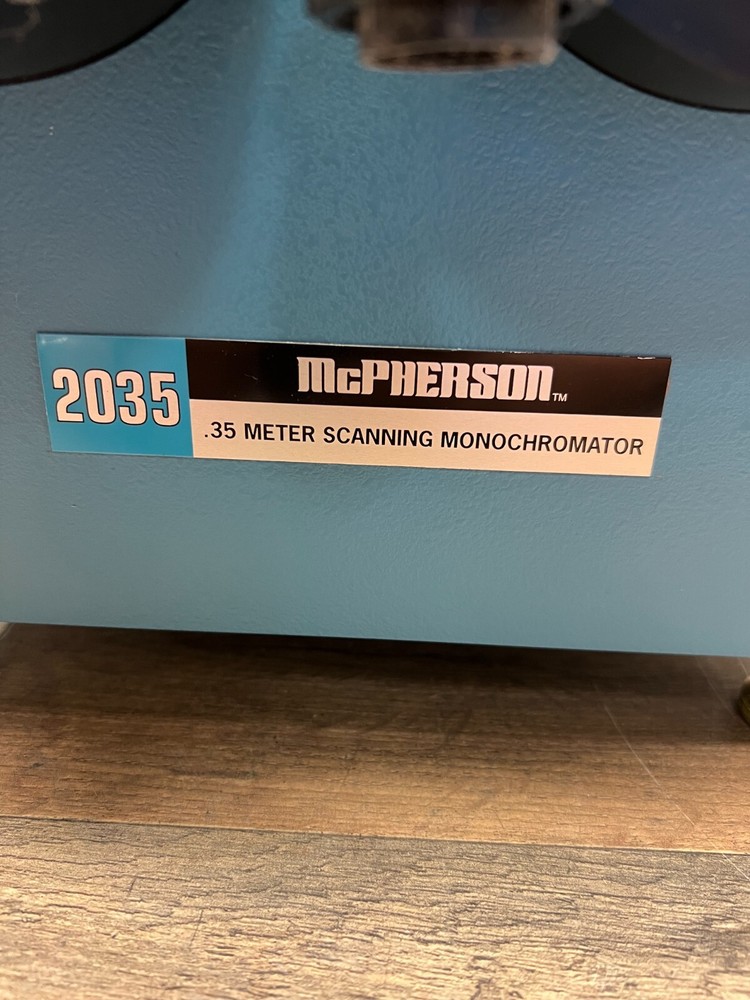 2035
McPHERSON™
.35 METER SCANNING MONOCHROMATOR